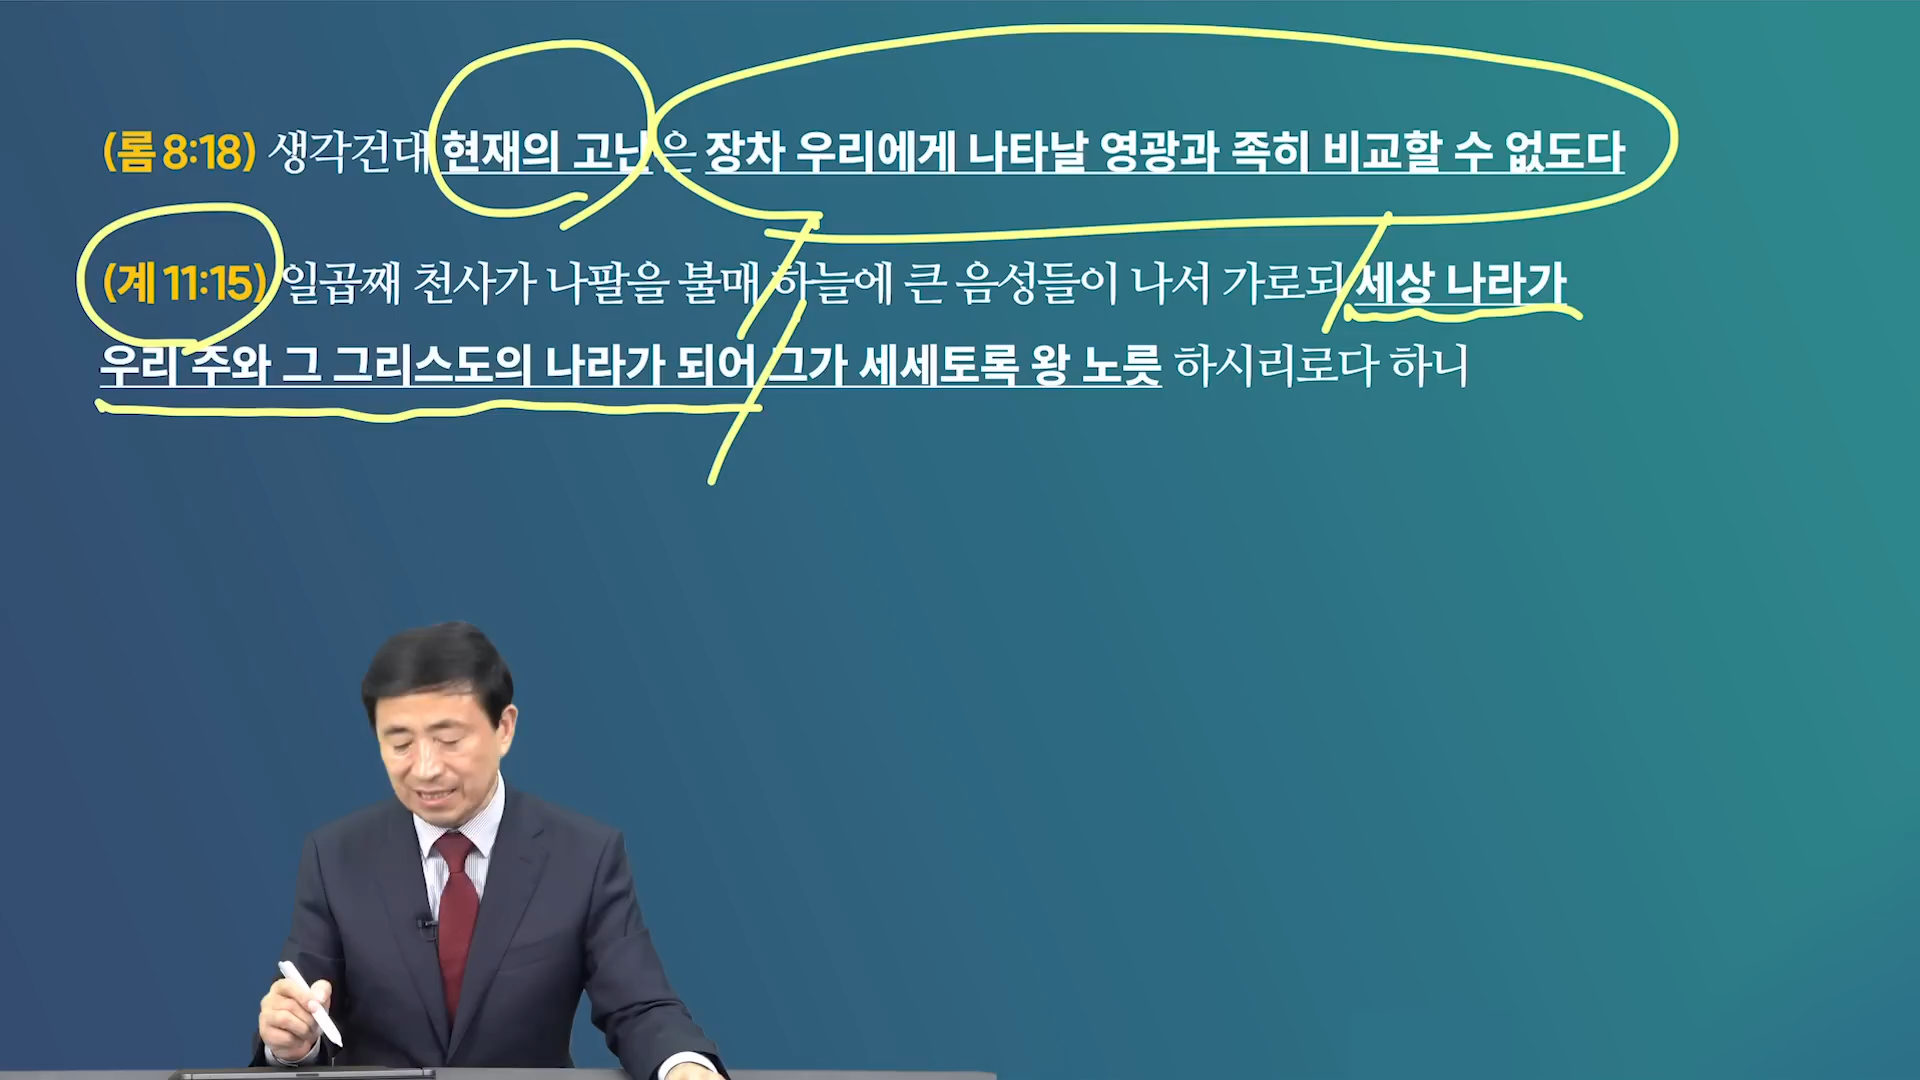 (롬 8:18) 생각건대 현재의 고난은 장차 우리에게 나타날 영광과 족히 비교할 수 없도다
(계 11:15) 일곱째 천사가 나팔을 불매 하늘에 큰 음성들이 나서 가로되 세상 나라가
우리 주와 그 그리스도의 나라가 되어 그가 세세토록 왕 노릇 하시리로다 하니